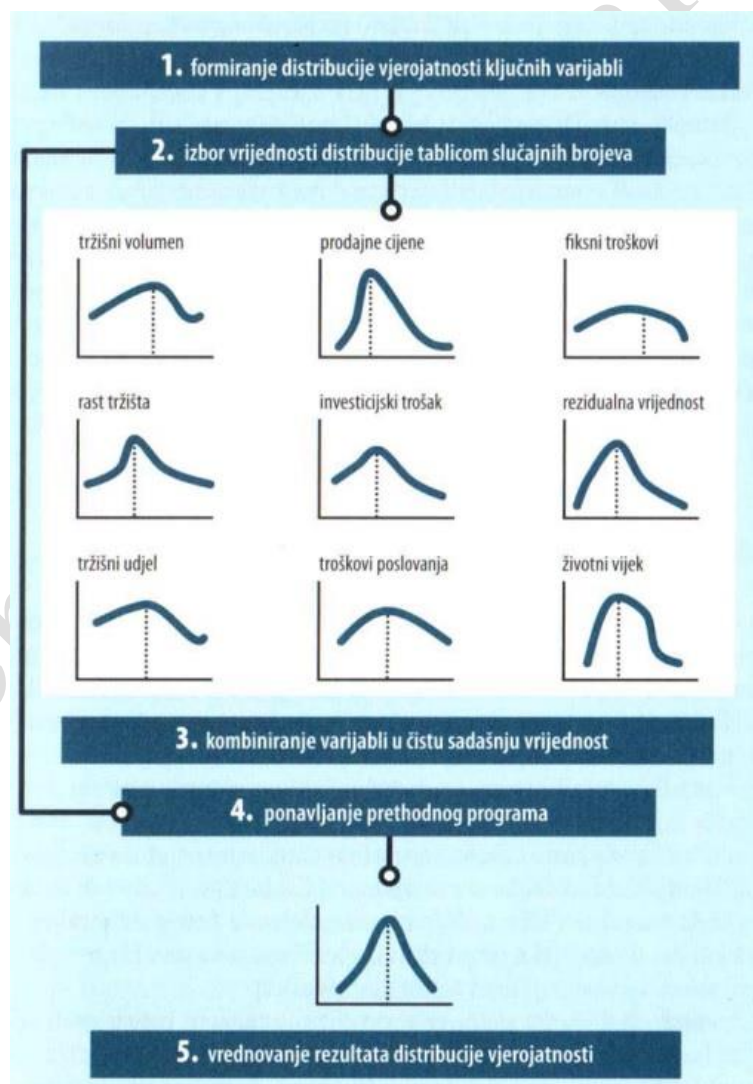 1. formiranje distribucije vjerojatnosti ključnih varijabli
2. izbor vrijednosti distribucije tablicom slučajnih brojeva
tržišni volumen
prodajne cijene
fiksni troškovi
rast tržišta
investicijski trošak
rezidualna vrijednost
tržišni udjel
troškovi poslovanja
životni vijek
3. kombiniranje varijabli u čistu sadašnju vrijednost
4. ponavljanje prethodnog programa
5. vrednovanje rezultata distribucije vjerojatnosti